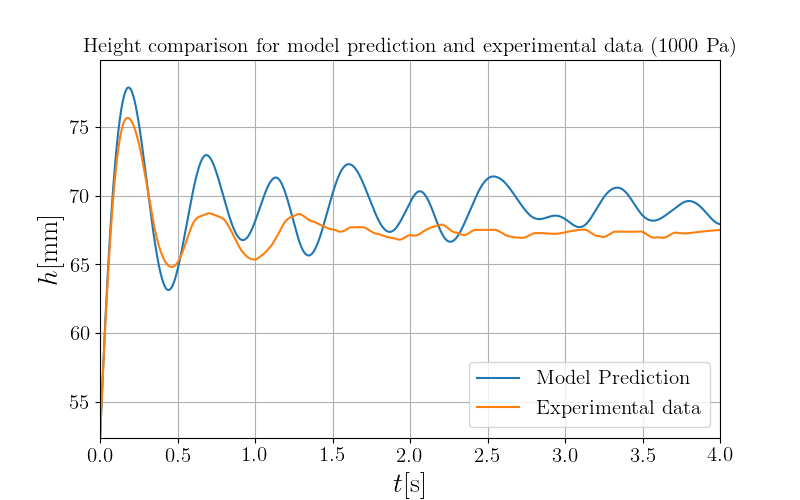 Height comparison for model prediction and experimental data (1000 Pa)
h[mm]
75
70
65
60
55
Model Prediction
Experimental data
0.0 0.5 1.0 1.5 2.0 2.5 3.0 3.5 4.0
t[s]